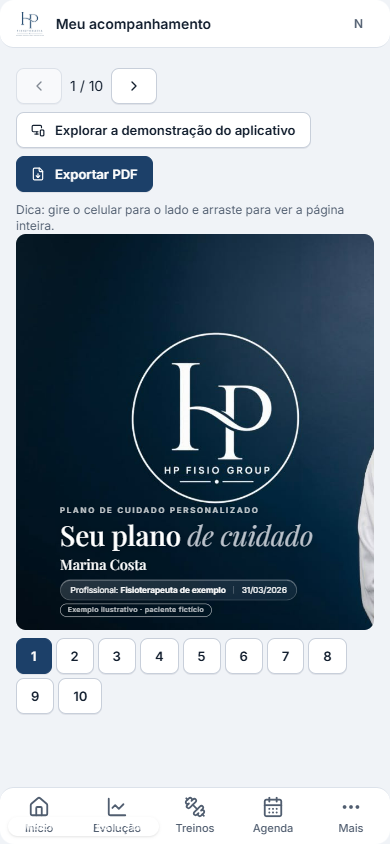 HP
Meu acompanhamento
N
1 / 10
Explorar a demonstração do aplicativo
Exportar PDF
Dica: gire o celular para o lado e arraste para ver a página
inteira.
HP
HP FISIO GROUP
PLANO DE CUIDADO PERSONALIZADO
Seu plano de cuidado
Marina Costa
Profissional: Fisioterapeuta de exemplo | 31/03/2026
Exemplo ilustrativo · paciente fictício
1 2 3 4 5 6 7 8
9 10
Início Evolução Treinos Agenda Mais